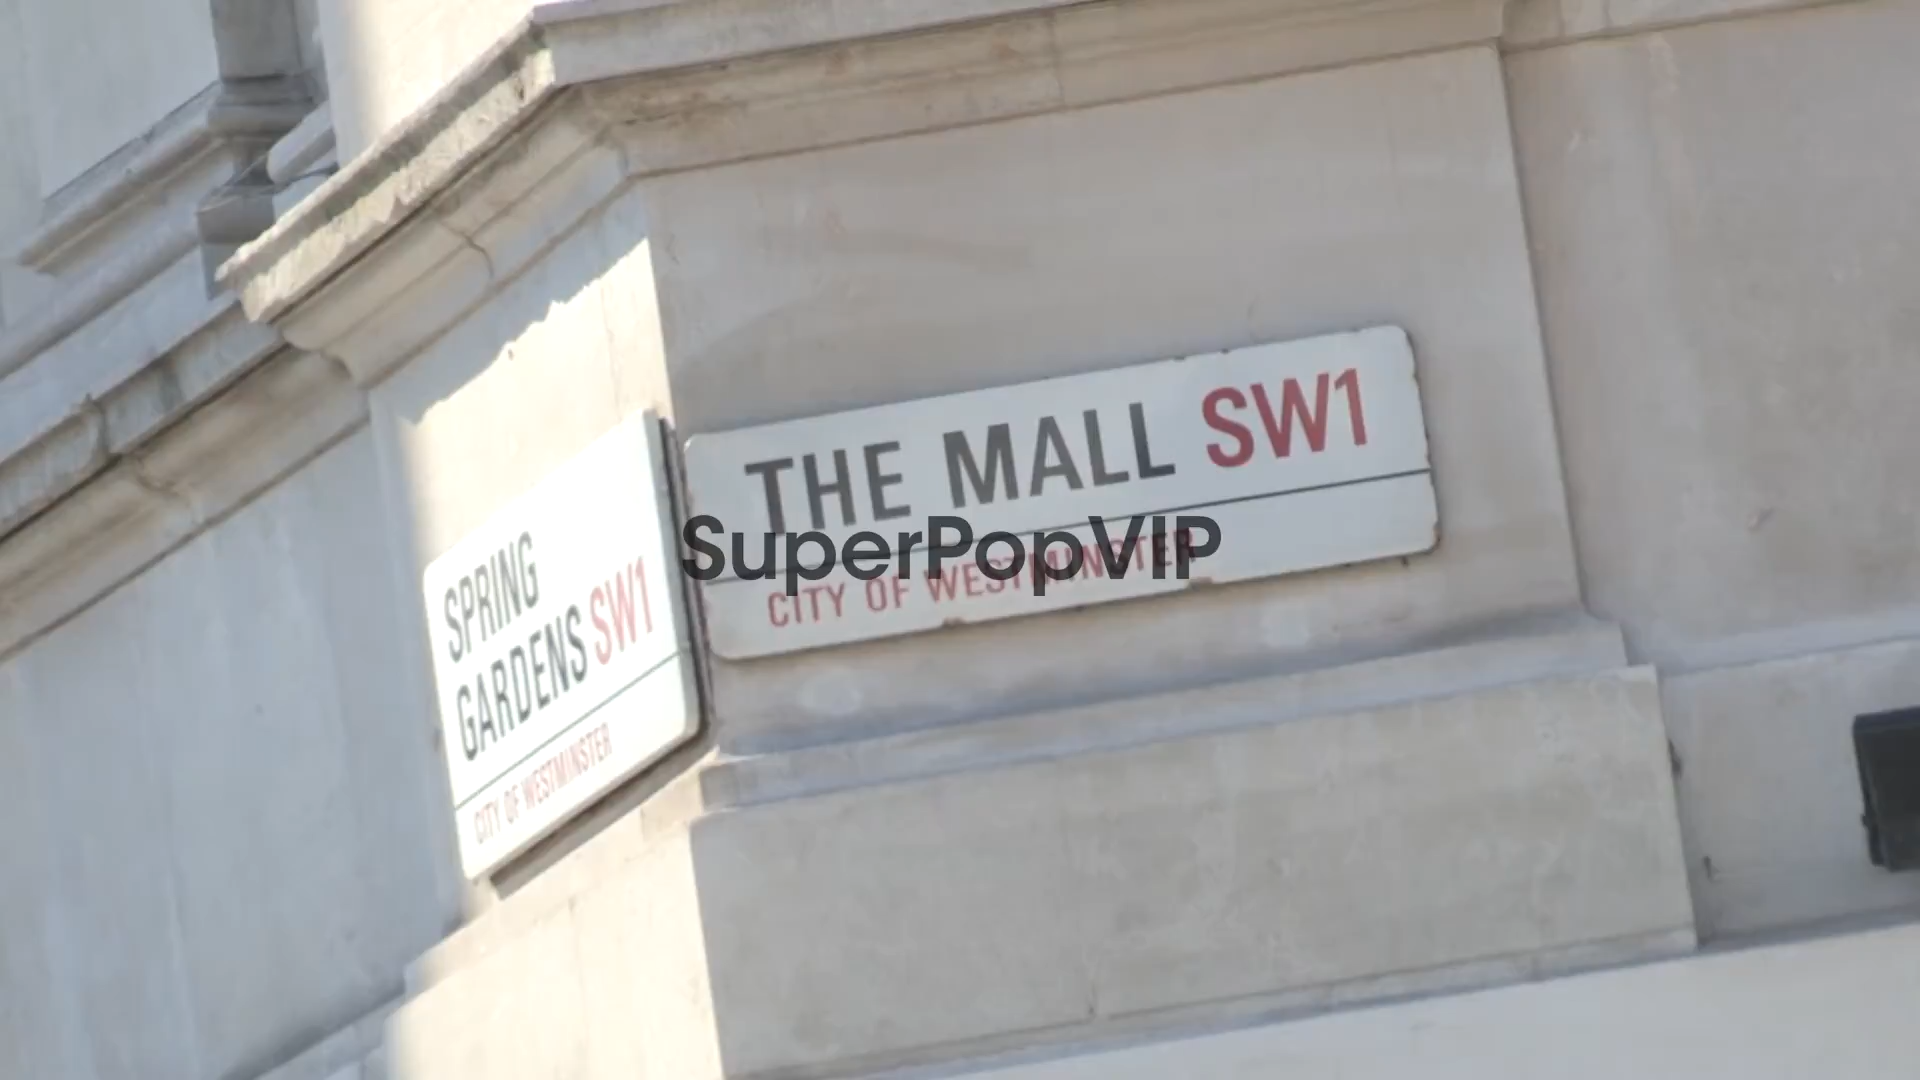 SPRING
GARDENS SW1
CITY OF WESTMINSTER
THE MALL SW1
CITY OF WESTMINSTER
SuperPopVIP